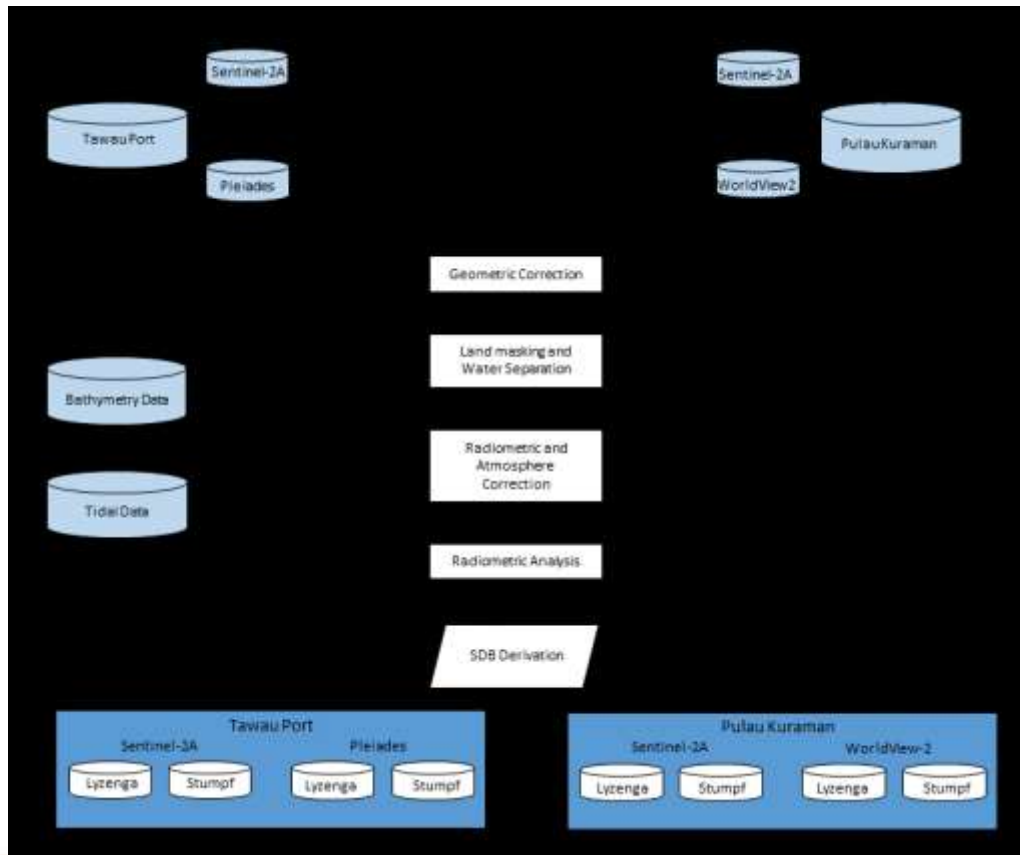 Sentinel-2A
Sentinel-2A
Tawau Port
Pulau Kuraman
Pleiades
WorldView2
Geometric Correction
Land masking and
Water Separation
Bathymetry Data
Radiometric and
Atmosphere
Correction
Tidal Data
Radiometric Analysis
SDB Derivation
Tawau Port
Sentinel-2A
Pleiades
Lyzenga
Stumpf
Lyzenga
Stumpf
Pulau Kuraman
Sentinel-2A
WorldView-2
Lyzenga
Stumpf
Lyzenga
Stumpf